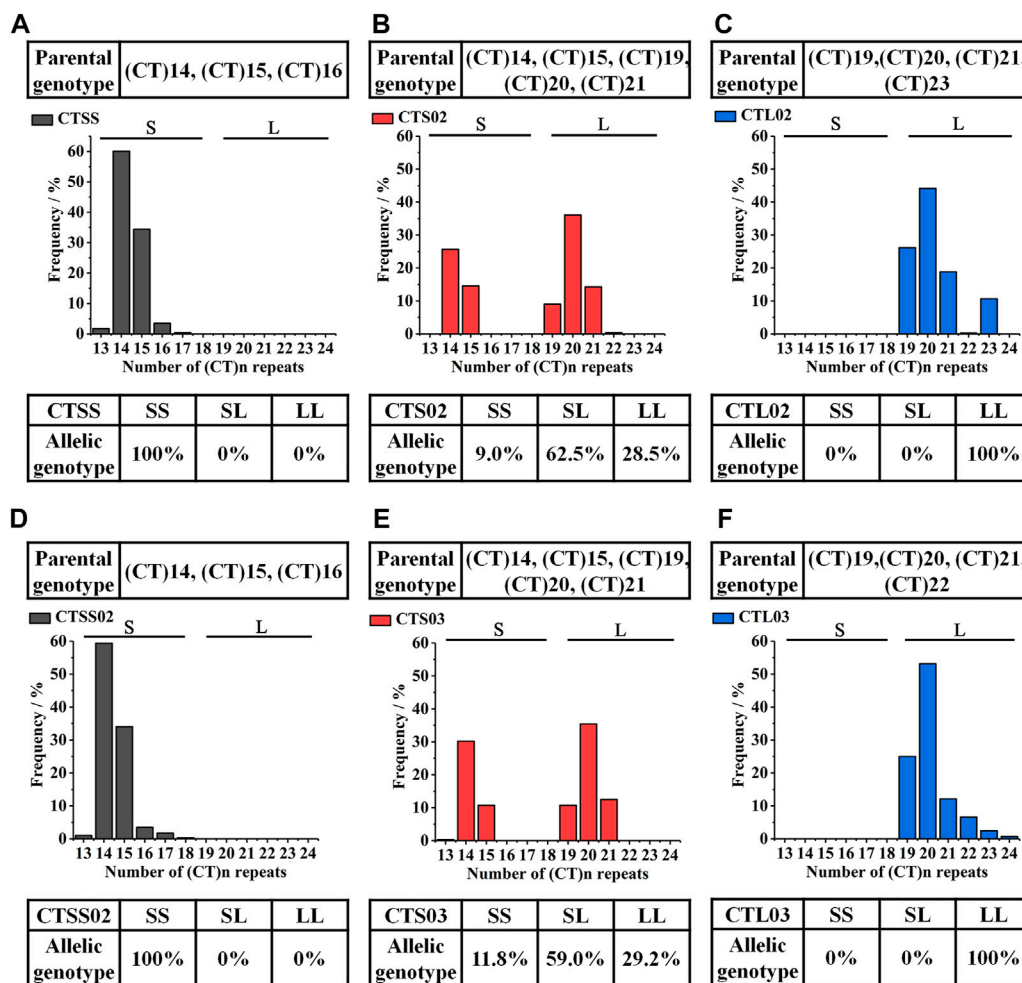 A
Parental genotype
(CT)14, (CT)15, (CT)16
CTSS
S
L
Frequency / %
60
50
40
30
20
10
0
13 14 15 16 17 18 19 20 21 22 23 24
Number of (CT)n repeats
CTSS SS SL LL
Allelic genotype 100% 0% 0%
B
Parental genotype
(CT)14, (CT)15, (CT)19,
(CT)20, (CT)21
CTS02
S
L
Frequency / %
60
50
40
30
20
10
0
13 14 15 16 17 18 19 20 21 22 23 24
Number of (CT)n repeats
CTS02 SS SL LL
Allelic genotype 9.0% 62.5% 28.5%
C
Parental genotype
(CT)19,(CT)20, (CT)21,
(CT)23
CTL02
S
L
Frequency / %
60
50
40
30
20
10
0
13 14 15 16 17 18 19 20 21 22 23 24
Number of (CT)n repeats
CTL02 SS SL LL
Allelic genotype 0% 0% 100%
D
Parental genotype
(CT)14, (CT)15, (CT)16
CTSS02
S
L
Frequency / %
60
50
40
30
20
10
0
13 14 15 16 17 18 19 20 21 22 23 24
Number of (CT)n repeats
CTSS02 SS SL LL
Allelic genotype 100% 0% 0%
E
Parental genotype
(CT)14, (CT)15, (CT)19,
(CT)20, (CT)21
CTS03
S
L
Frequency / %
60
50
40
30
20
10
0
13 14 15 16 17 18 19 20 21 22 23 24
Number of (CT)n repeats
CTS03 SS SL LL
Allelic genotype 11.8% 59.0% 29.2%
F
Parental genotype
(CT)19,(CT)20, (CT)21,
(CT)22
CTL03
S
L
Frequency / %
60
50
40
30
20
10
0
13 14 15 16 17 18 19 20 21 22 23 24
Number of (CT)n repeats
CTL03 SS SL LL
Allelic genotype 0% 0% 100%